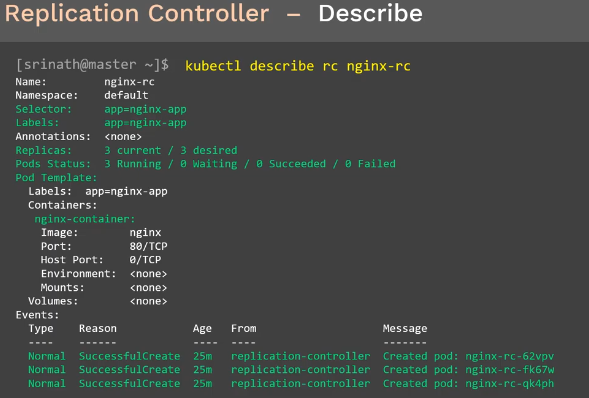 Replication Controller – Describe
[srinath@master ~]$ kubectl describe rc nginx-rc
Name: nginx-rc
Namespace: default
Selector: app=nginx-app
Labels: app=nginx-app
Annotations: <none>
Replicas: 3 current / 3 desired
Pods Status: 3 Running / 0 Waiting / 0 Succeeded / 0 Failed
Pod Template:
Labels: app=nginx-app
Containers:
nginx-container:
Image: nginx
Port: 80/TCP
Host Port: 0/TCP
Environment: <none>
Mounts: <none>
Volumes: <none>
Events:
Type Reason Age From Message
---- ------ ---- ---- -------
Normal SuccessfulCreate 25m replication-controller Created pod: nginx-rc-62vpv
Normal SuccessfulCreate 25m replication-controller Created pod: nginx-rc-fk67w
Normal SuccessfulCreate 25m replication-controller Created pod: nginx-rc-qk4ph